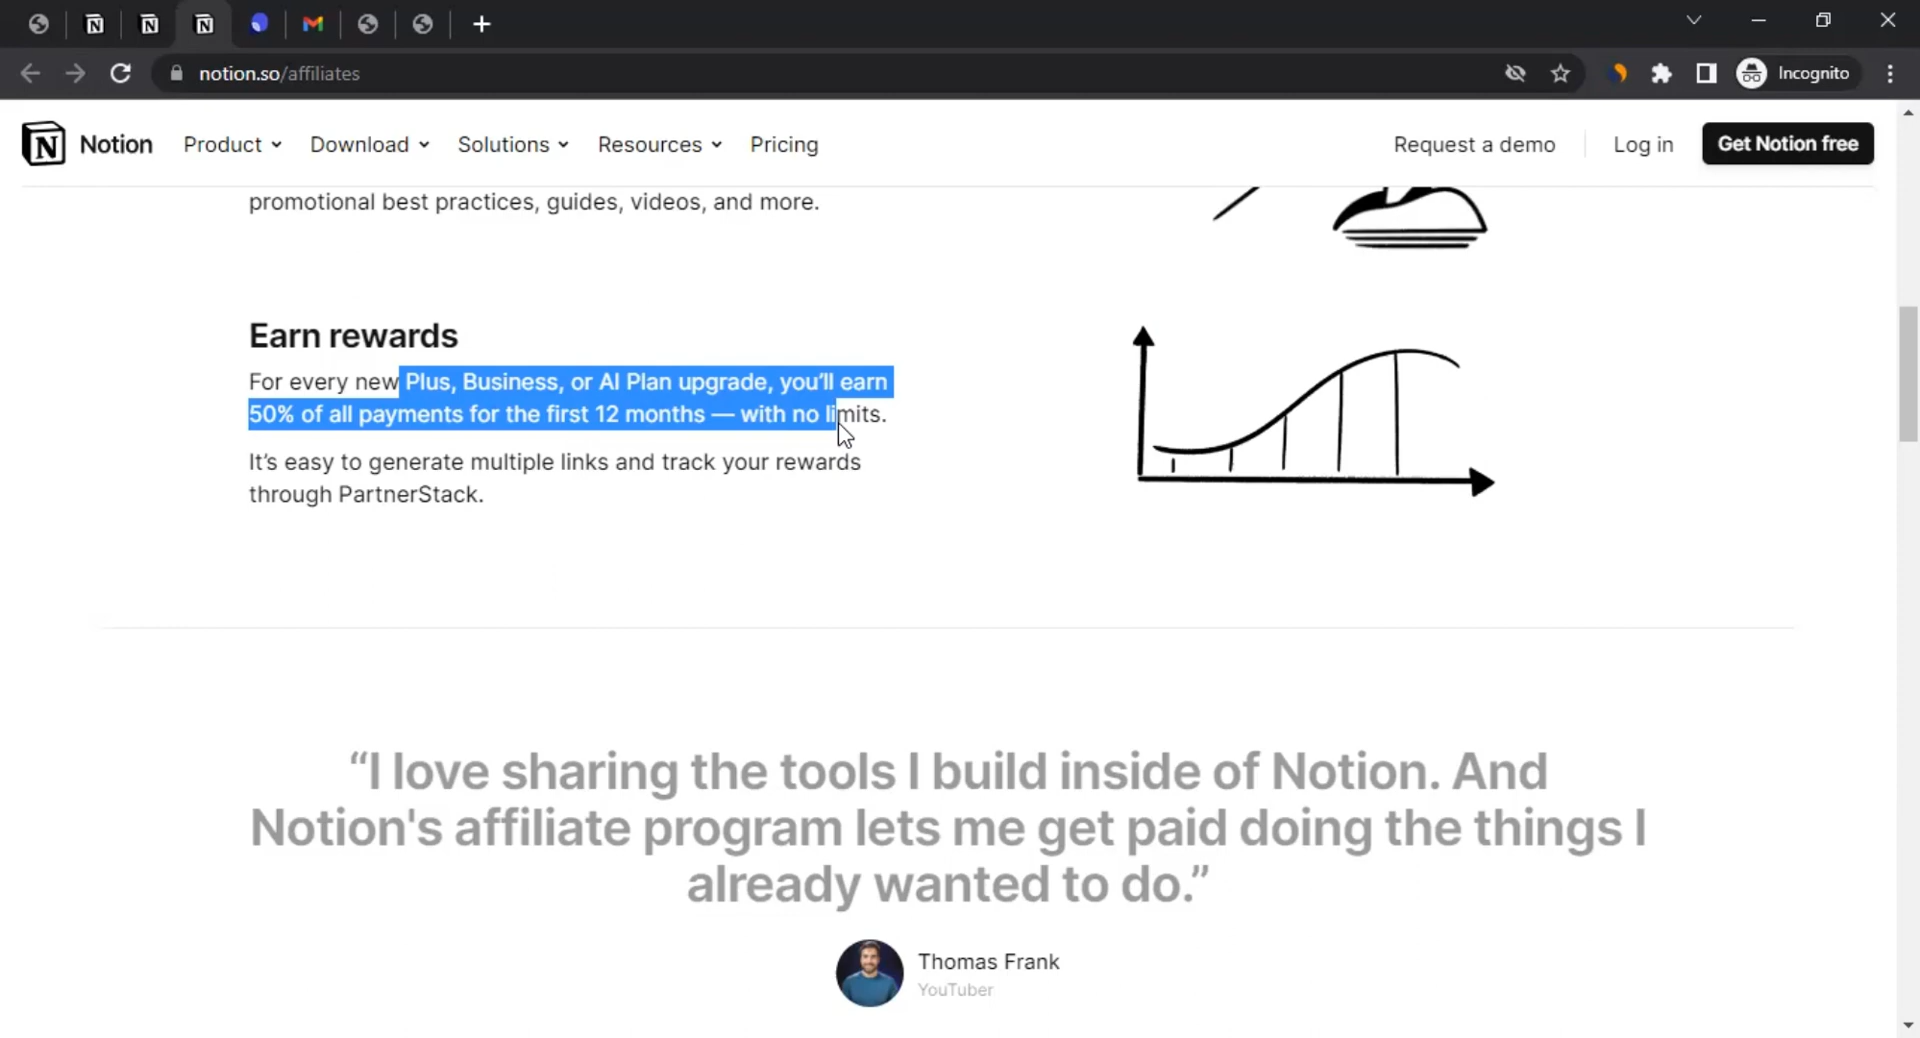 notion.so/affiliates
Incognito
Notion
Product
Download
Solutions
Resources
Pricing
Request a demo
Log in
Get Notion free
promotional best practices, guides, videos, and more.
Earn rewards
For every new Plus, Business, or AI Plan upgrade, you’ll earn
50% of all payments for the first 12 months — with no limits.
It’s easy to generate multiple links and track your rewards
through PartnerStack.
“I love sharing the tools I build inside of Notion. And
Notion's affiliate program lets me get paid doing the things I
already wanted to do.”
Thomas Frank
YouTuber